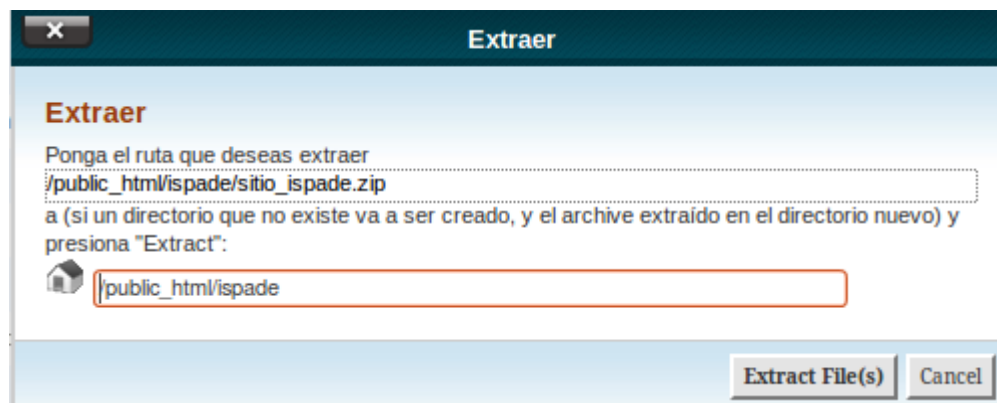 Extraer
Extraer
Ponga el ruta que deseas extraer
/public_html/ispade/sitio_ispade.zip
a (si un directorio que no existe va a ser creado, y el archive extraído en el directorio nuevo) y
presiona "Extract":
/public_html/ispade
Extract File(s) Cancel